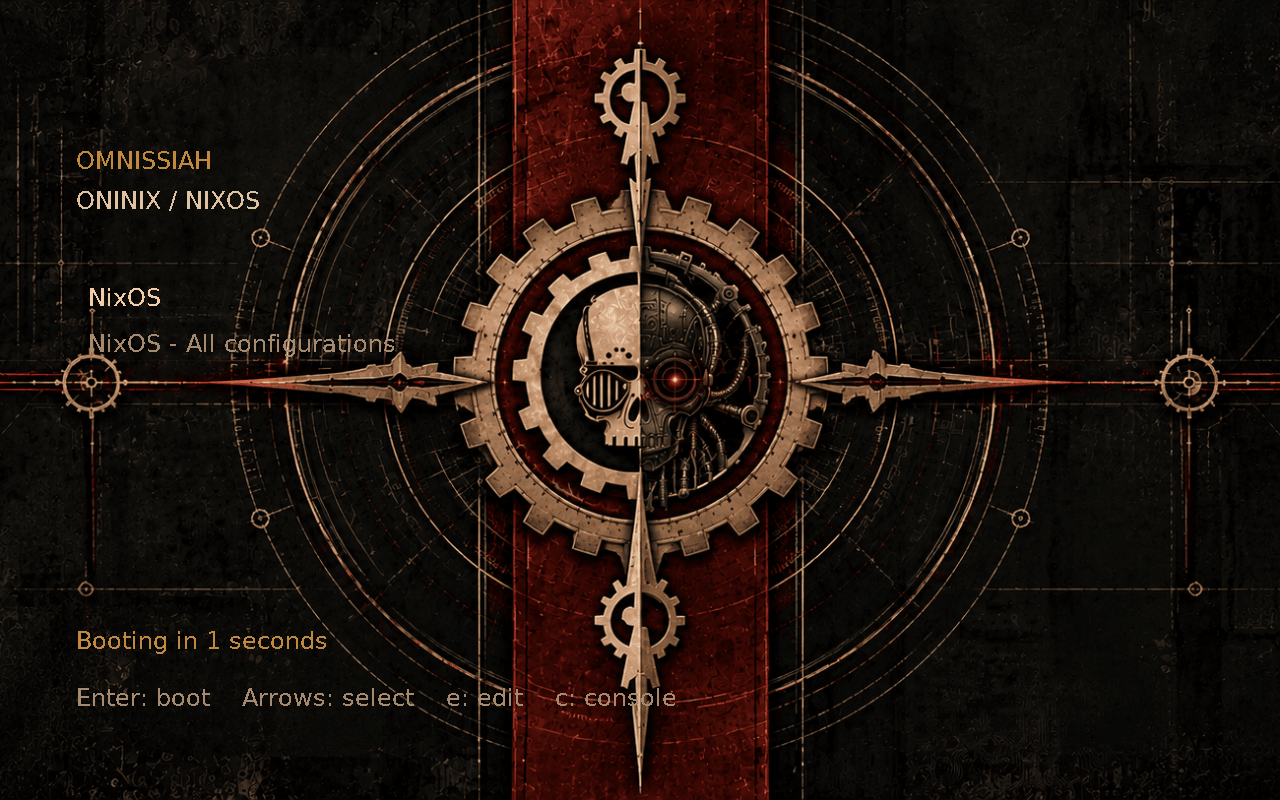 OMNISSIAH
ONINIX / NIXOS
NixOS
NixOS - All configurations
Booting in 1 seconds
Enter: boot    Arrows: select    e: edit    c: console